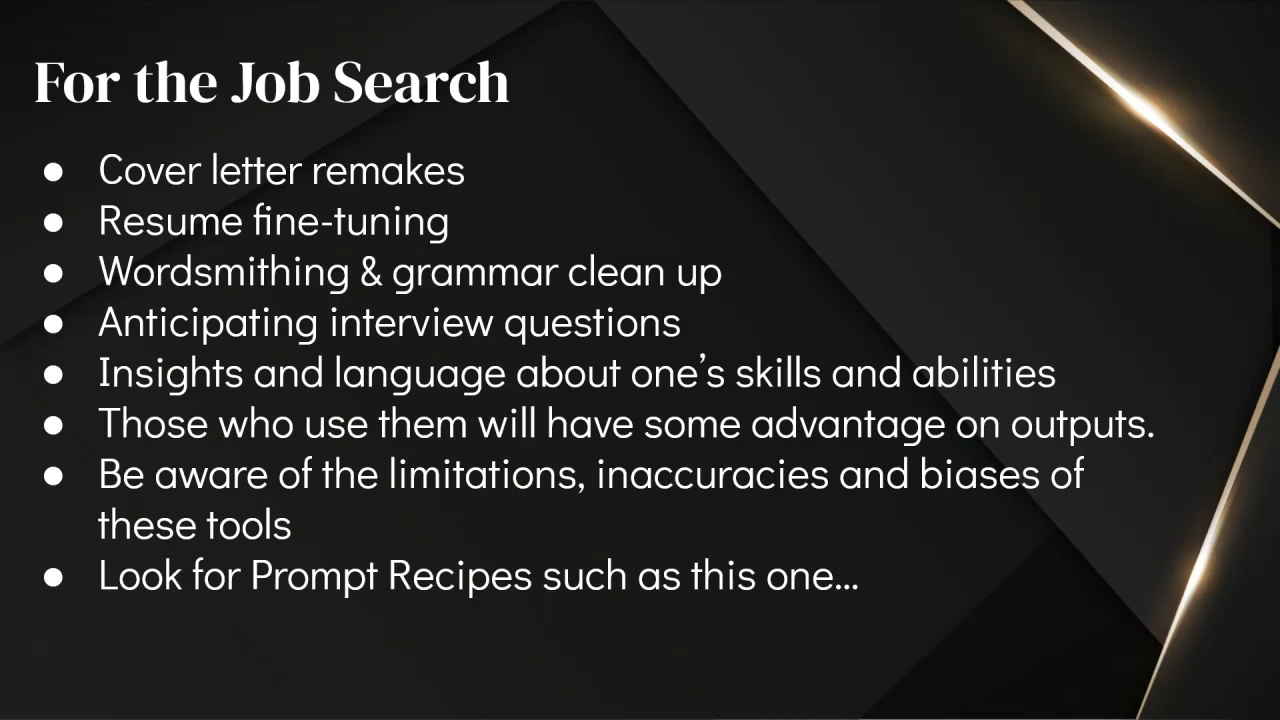 For the Job Search
● Cover letter remakes
● Resume fine-tuning
● Wordsmithing & grammar clean up
● Anticipating interview questions
● Insights and language about one’s skills and abilities
● Those who use them will have some advantage on outputs.
● Be aware of the limitations, inaccuracies and biases of
these tools
● Look for Prompt Recipes such as this one...